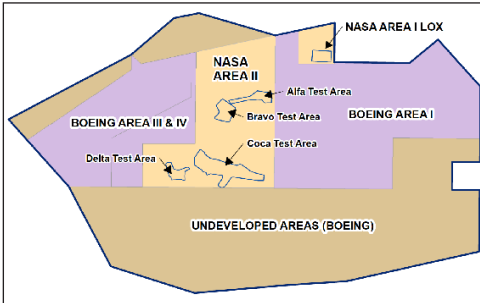 NASA AREA I LOX
NASA
AREA II
Alfa Test Area
BOEING AREA III & IV
Bravo Test Area
BOEING AREA I
Coca Test Area
Delta Test Area
UNDEVELOPED AREAS (BOEING)